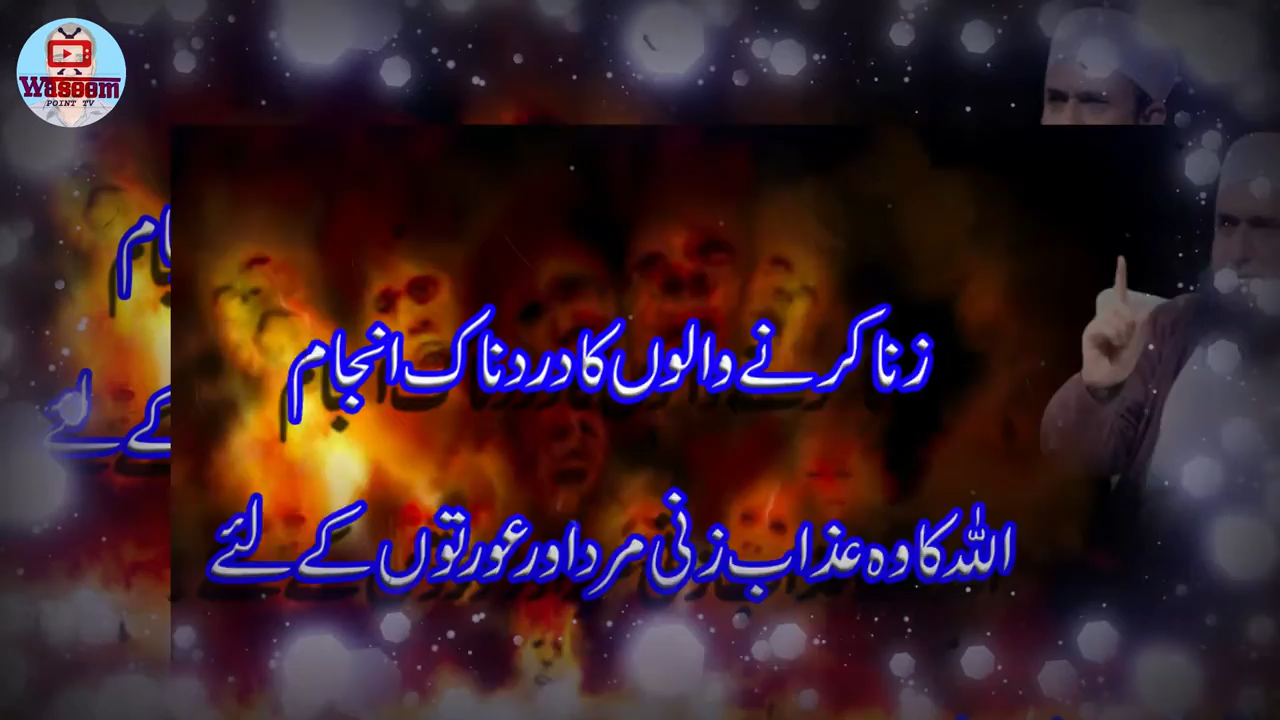 Waseem
POINT TV
زنا کرنے والوں کا دردناک انجام
اللہ کا وہ عذاب زنی مرد اور عورتوں کے لئے